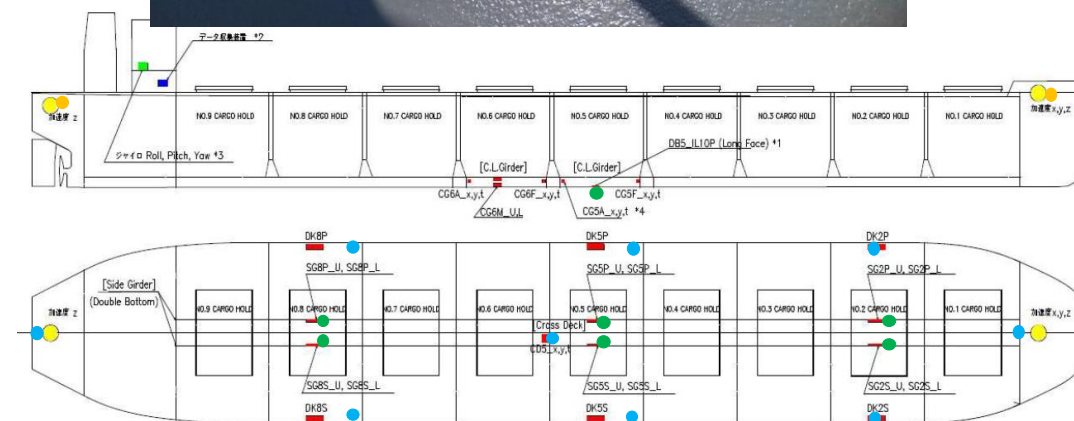 データ収集装置 *2
加速度 z
NO.9 CARGO HOLD
NO.8 CARGO HOLD
NO.7 CARGO HOLD
NO.6 CARGO HOLD
NO.5 CARGO HOLD
NO.4 CARGO HOLD
NO.3 CARGO HOLD
NO.2 CARGO HOLD
NO.1 CARGO HOLD
加速度x,y,z
ジャイロ Roll, Pitch, Yaw *3
DB5_IL10P (Long Face) *1
[C.L.Girder]
[C.L.Girder]
CG6A_x,y,t
CG6F_x,y,t
CG5F_x,y,t
CG6M_U,L
CG5A_x,y,t *4
DK8P
DK5P
DK2P
SG8P_U, SG8P_L
SG5P_U, SG5P_L
SG2P_U, SG2P_L
[Side Girder]
(Double Bottom)
加速度 z
NO.9 CARGO HOLD
NO.8 CARGO HOLD
NO.7 CARGO HOLD
NO.6 CARGO HOLD
NO.5 CARGO HOLD
NO.4 CARGO HOLD
NO.3 CARGO HOLD
NO.2 CARGO HOLD
NO.1 CARGO HOLD
加速度x,y,z
[Cross Deck]
CD5_x,y,t
SG8S_U, SG8S_L
SG5S_U, SG5S_L
SG2S_U, SG2S_L
DK8S
DK5S
DK2S